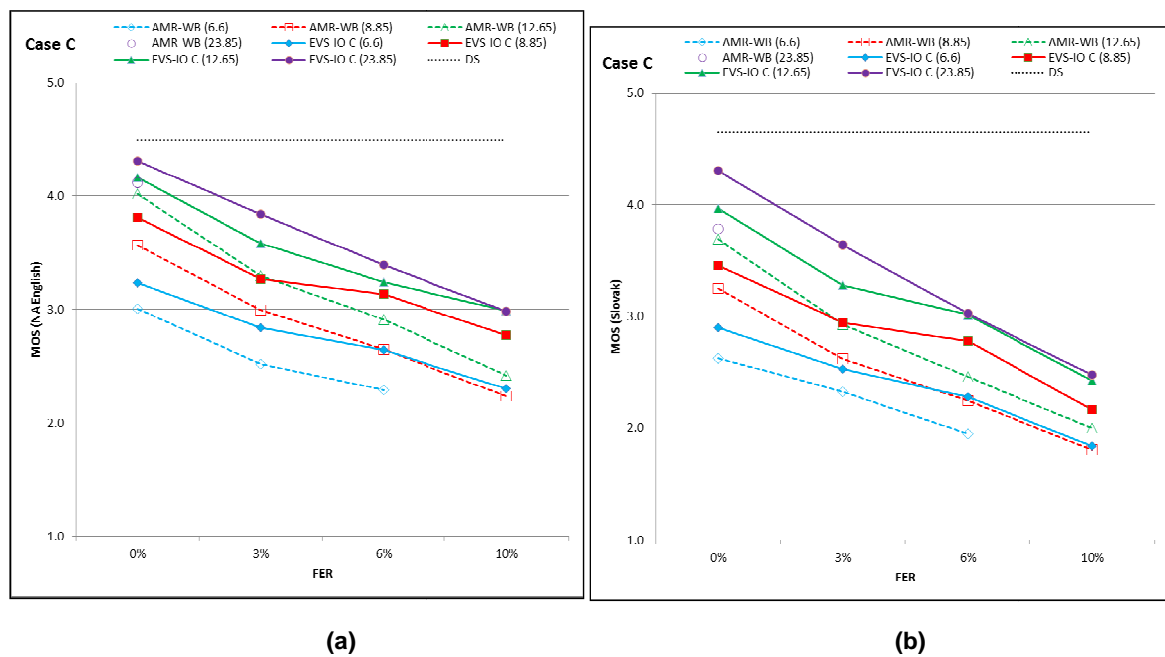 AMR-WB (6.6) AMR-WB (8.85) AMR-WB (12.65)
AMR-WB (23.85) EVS-IO C (6.6) EVS-IO C (8.85)
EVS-IO C (12.65) EVS-IO C (23.85) DS
Case C
5.0
4.0
3.0
2.0
1.0
MOS (NA English)
0% 3% 6% 10%
FER
(a)
AMR-WB (6.6) AMR-WB (8.85) AMR-WB (12.65)
AMR-WB (23.85) EVS-IO C (6.6) EVS-IO C (8.85)
EVS-IO C (12.65) EVS-IO C (23.85) DS
Case C
5.0
4.0
3.0
2.0
1.0
MOS (Slovak)
0% 3% 6% 10%
FER
(b)